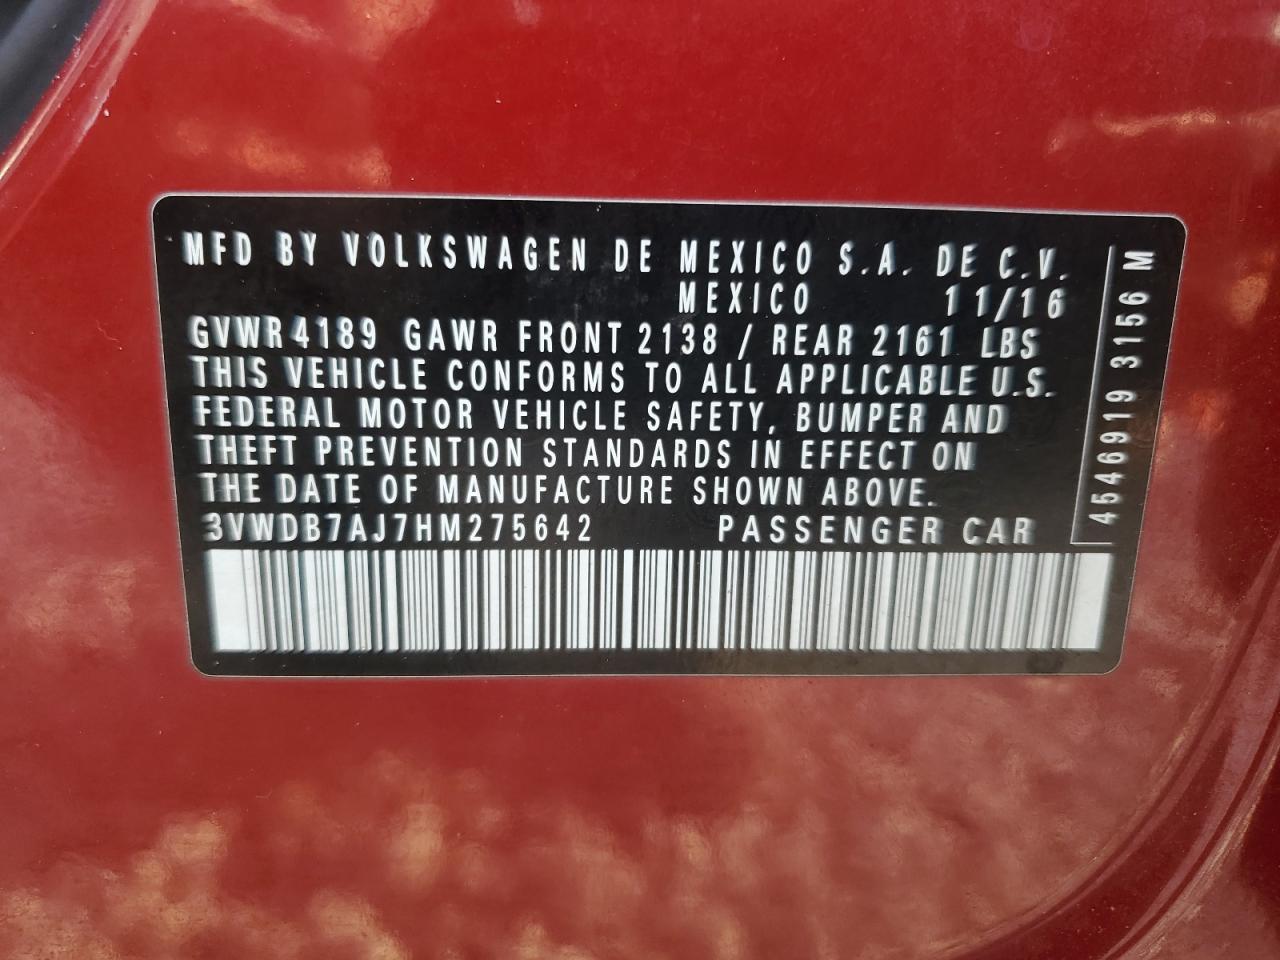 MFD BY VOLKSWAGEN DE MEXICO S.A. DE C.V.
MEXICO 11/16
GVWR 4189 GAWR FRONT 2138 / REAR 2161 LBS
THIS VEHICLE CONFORMS TO ALL APPLICABLE U.S.
FEDERAL MOTOR VEHICLE SAFETY, BUMPER AND
THEFT PREVENTION STANDARDS IN EFFECT ON
THE DATE OF MANUFACTURE SHOWN ABOVE.
3VWDB7AJ7HM275642 PASSENGER CAR
4546919 3156 M